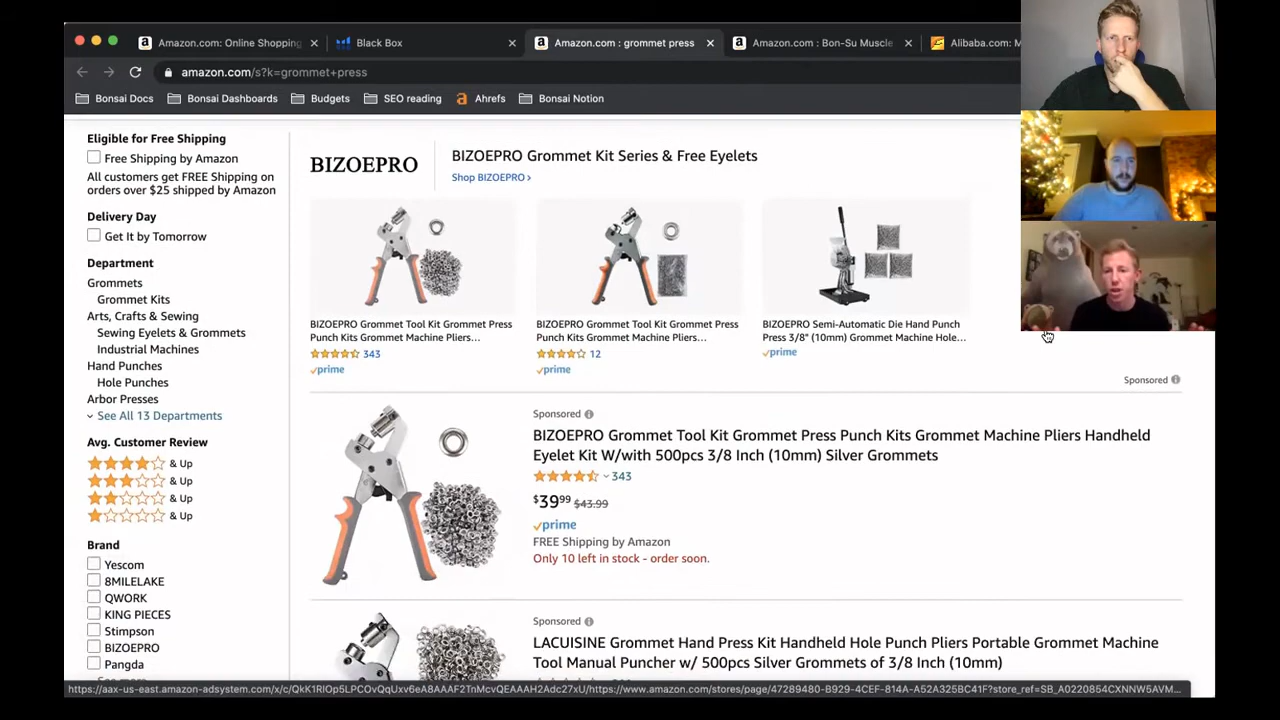 Amazon.com: Online Shopping
Black Box
Amazon.com : grommet press
Amazon.com : Bon-Su Muscle
Alibaba.com: M
amazon.com/s?k=grommet+press
Bonsai Docs
Bonsai Dashboards
Budgets
SEO reading
Ahrefs
Bonsai Notion
Eligible for Free Shipping
Free Shipping by Amazon
All customers get FREE Shipping on
orders over $25 shipped by Amazon
Delivery Day
Get It by Tomorrow
Department
Grommets
Grommet Kits
Arts, Crafts & Sewing
Sewing Eyelets & Grommets
Industrial Machines
Hand Punches
Hole Punches
Arbor Presses
See All 13 Departments
Avg. Customer Review
& Up
& Up
& Up
& Up
Brand
Yescom
8MILELAKE
QWORK
KING PIECES
Stimpson
BIZOEPRO
Pangda
BIZOEPRO
BIZOEPRO Grommet Kit Series & Free Eyelets
Shop BIZOEPRO ›
BIZOEPRO Grommet Tool Kit Grommet Press
Punch Kits Grommet Machine Pliers...
343
prime
BIZOEPRO Grommet Tool Kit Grommet Press
Punch Kits Grommet Machine Pliers...
12
prime
BIZOEPRO Semi-Automatic Die Hand Punch
Press 3/8" (10mm) Grommet Machine Hole...
prime
Sponsored
Sponsored
BIZOEPRO Grommet Tool Kit Grommet Press Punch Kits Grommet Machine Pliers Handheld
Eyelet Kit W/with 500pcs 3/8 Inch (10mm) Silver Grommets
343
$39.99 $43.99
prime
FREE Shipping by Amazon
Only 10 left in stock - order soon.
Sponsored
LACUISINE Grommet Hand Press Kit Handheld Hole Punch Pliers Portable Grommet Machine
Tool Manual Puncher w/ 500pcs Silver Grommets of 3/8 Inch (10mm)